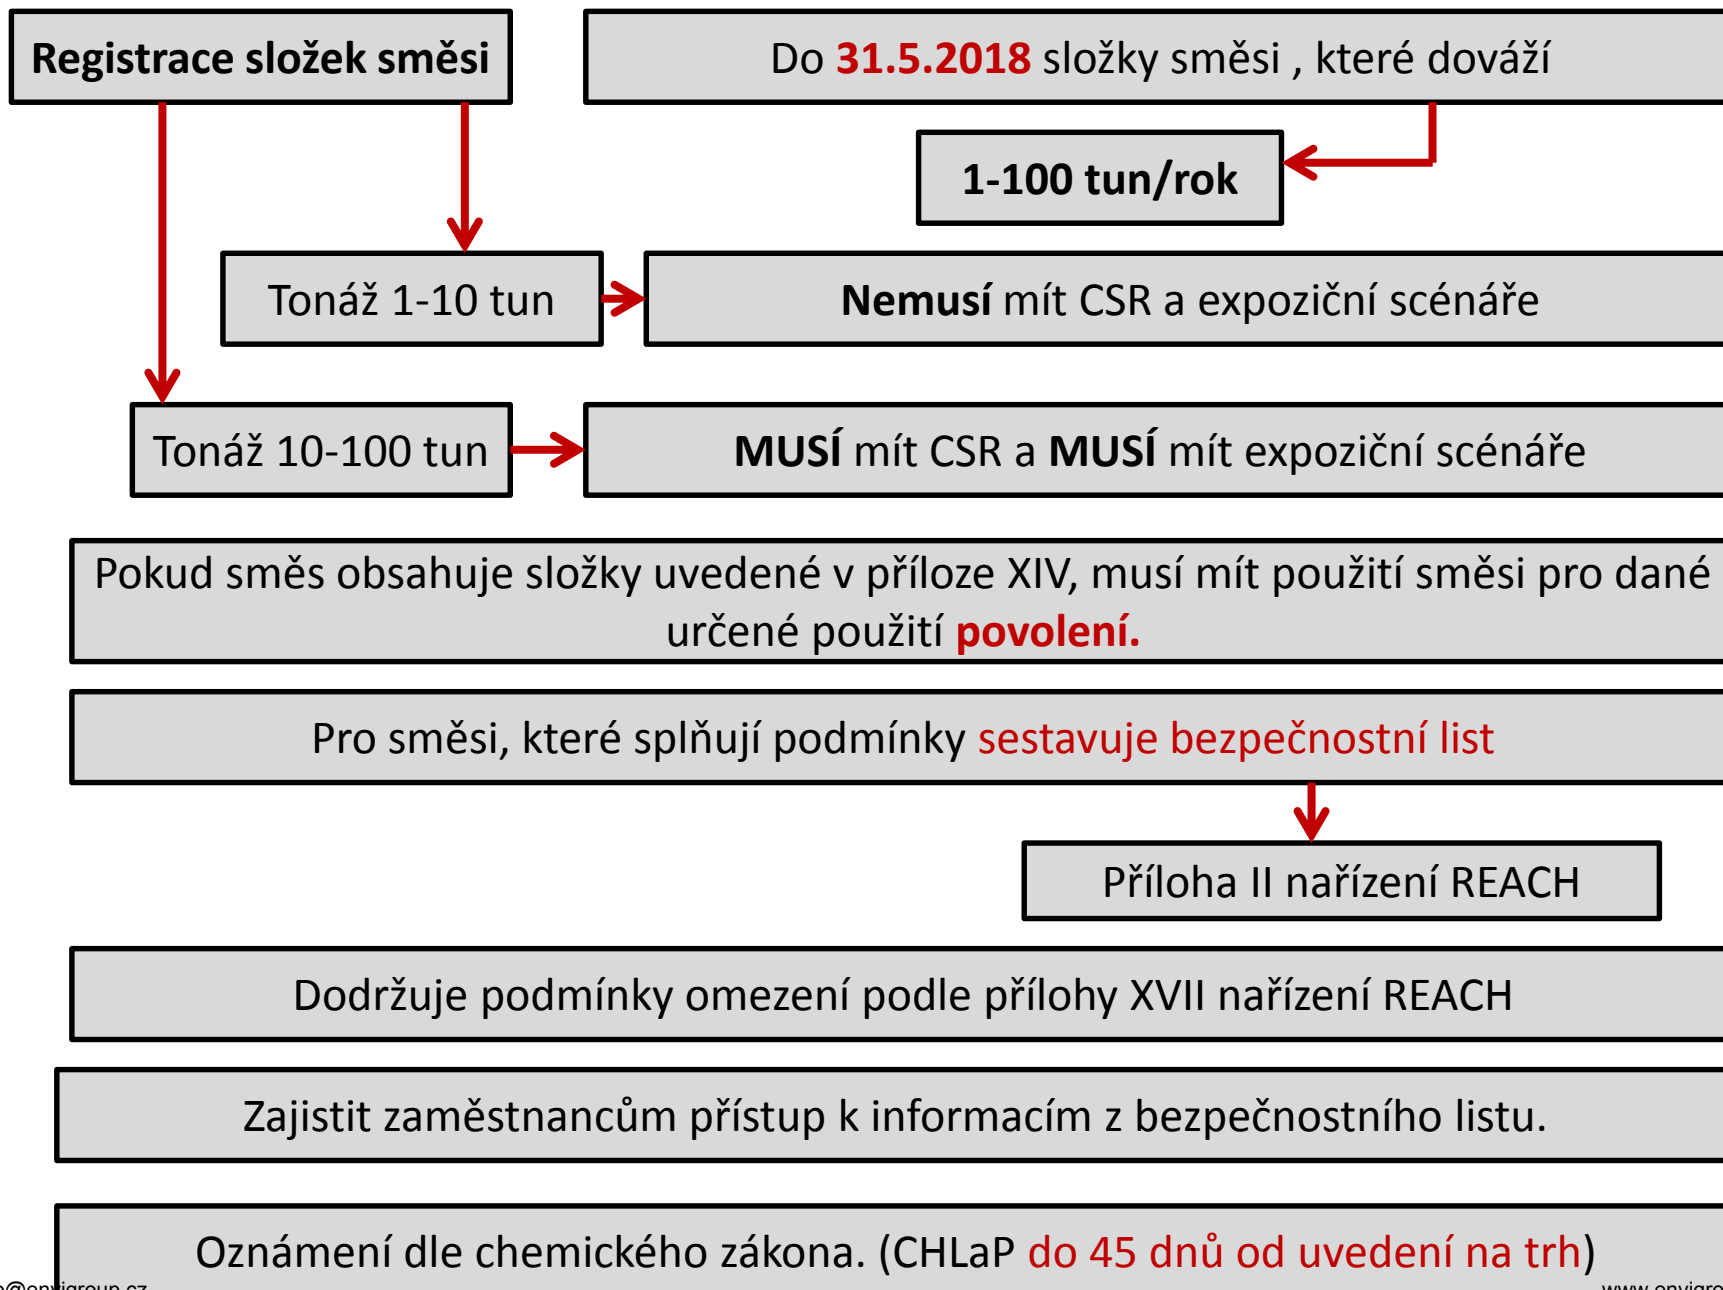 Registrace složek směsi
Do 31.5.2018 složky směsi , které dováží
1-100 tun/rok
Tonáž 1-10 tun
Nemusí mít CSR a expoziční scénáře
Tonáž 10-100 tun
MUSÍ mít CSR a MUSÍ mít expoziční scénáře
Pokud směs obsahuje složky uvedené v příloze XIV, musí mít použití směsi pro dané
určené použití povolení.
Pro směsi, které splňují podmínky sestavuje bezpečnostní list
Příloha II nařízení REACH
Dodržuje podmínky omezení podle přílohy XVII nařízení REACH
Zajistit zaměstnancům přístup k informacím z bezpečnostního listu.
Oznámení dle chemického zákona. (CHLaP do 45 dnů od uvedení na trh)